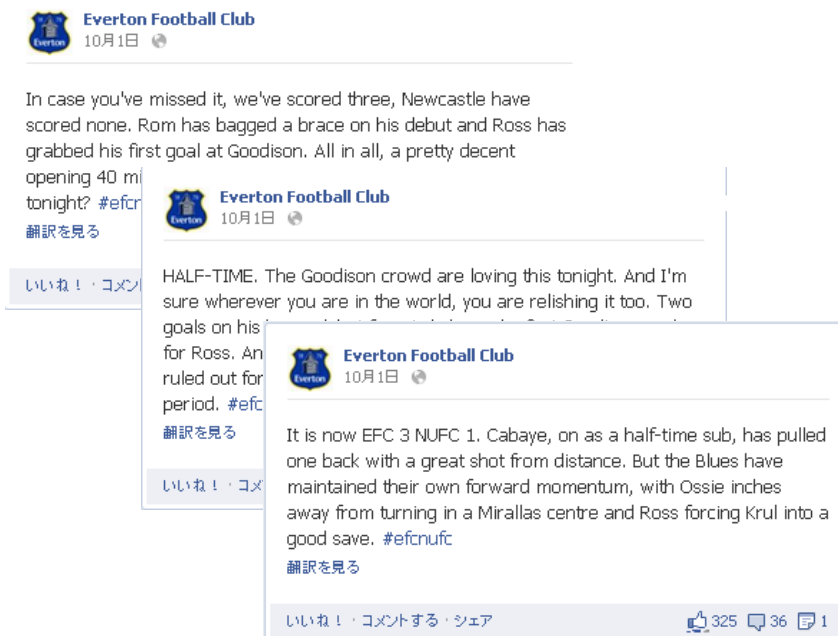 Everton Football Club
10月1日
Everton
In case you've missed it, we've scored three, Newcastle have
scored none. Rom has bagged a brace on his debut and Ross has
grabbed his first goal at Goodison. All in all, a pretty decent
opening 40
tonight? #efcn
翻訳を見る
いいね！・コメント
Everton Football Club
10月1日
Everton
HALF-TIME. The Goodison crowd are loving this tonight. And I'm
sure wherever you are in the world, you are relishing it too. Two
goals on his
for Ross. An
ruled out for
period. #efc
翻訳を見る
いいね！・コメ
Everton Football Club
10月1日
Everton
It is now EFC 3 NUFC 1. Cabaye, on as a half-time sub, has pulled
one back with a great shot from distance. But the Blues have
maintained their own forward momentum, with Ossie inches
away from turning in a Mirallas centre and Ross forcing Krul into a
good save. #efcnufc
翻訳を見る
いいね！・コメントする・シェア 325 36 1